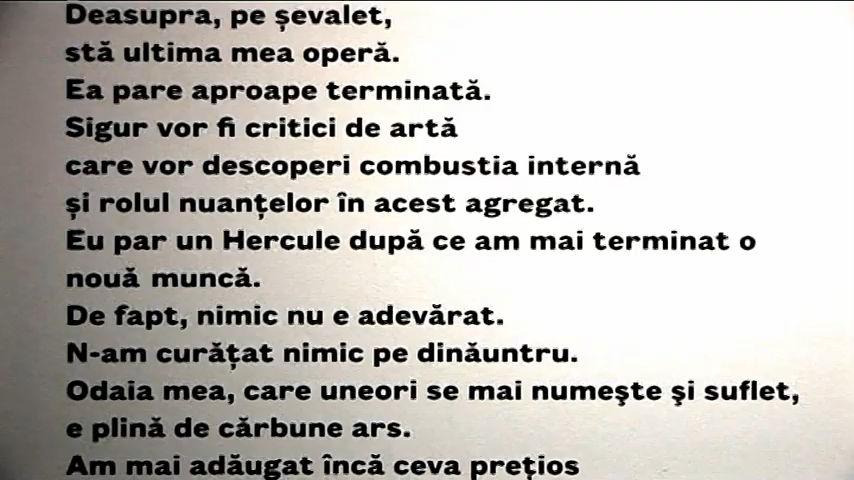 Deasupra, pe șevalet,
stă ultima mea operă.
Ea pare aproape terminată.
Sigur vor fi critici de artă
care vor descoperi combustia internă
și rolul nuanțelor în acest agregat.
Eu par un Hercule după ce am mai terminat o
nouă muncă.
De fapt, nimic nu e adevărat.
N-am curățat nimic pe dinăuntru.
Odaia mea, care uneori se mai numeşte şi suflet,
e plină de cărbune ars.
Am mai adăugat încă ceva prețios